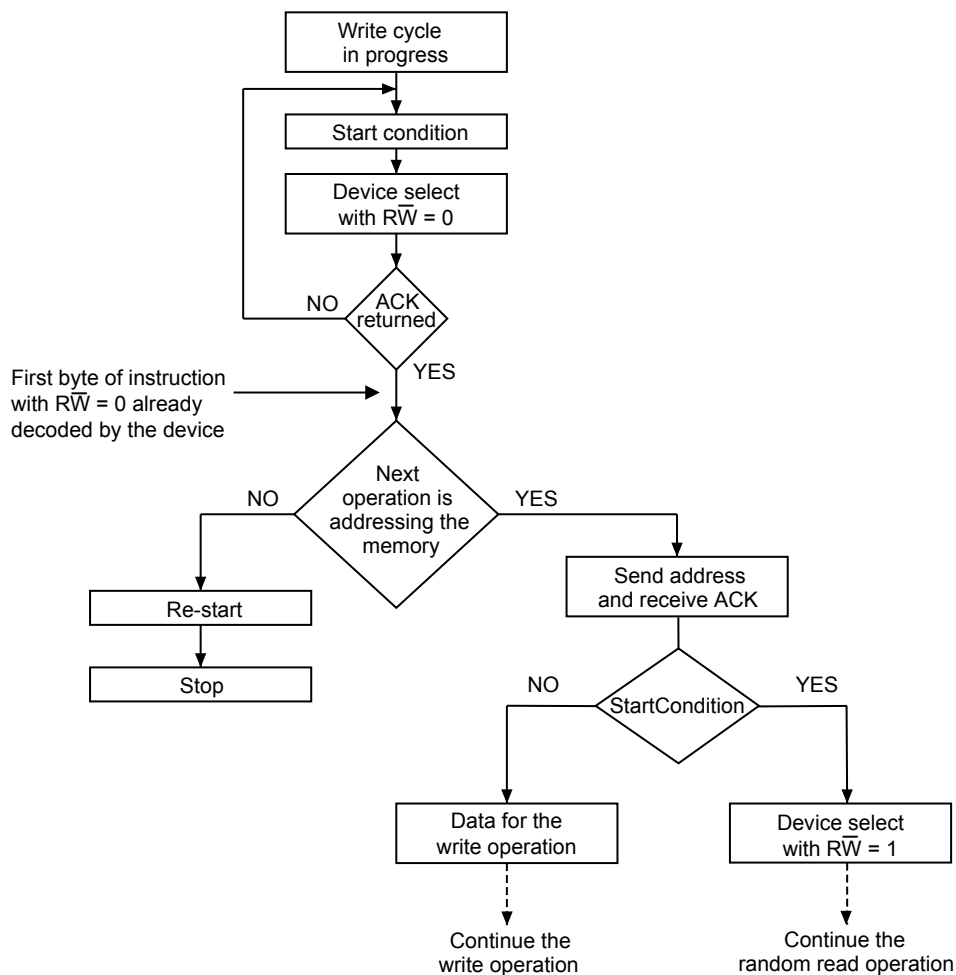 Write cycle
in progress
Start condition
Device select
with RW̅ = 0
NO
ACK
returned
YES
First byte of instruction
with RW̅ = 0 already
decoded by the device
NO
Next
operation is
addressing the
memory
YES
Re-start
Stop
Send address
and receive ACK
NO
StartCondition
YES
Data for the
write operation
Device select
with RW̅ = 1
Continue the
write operation
Continue the
random read operation